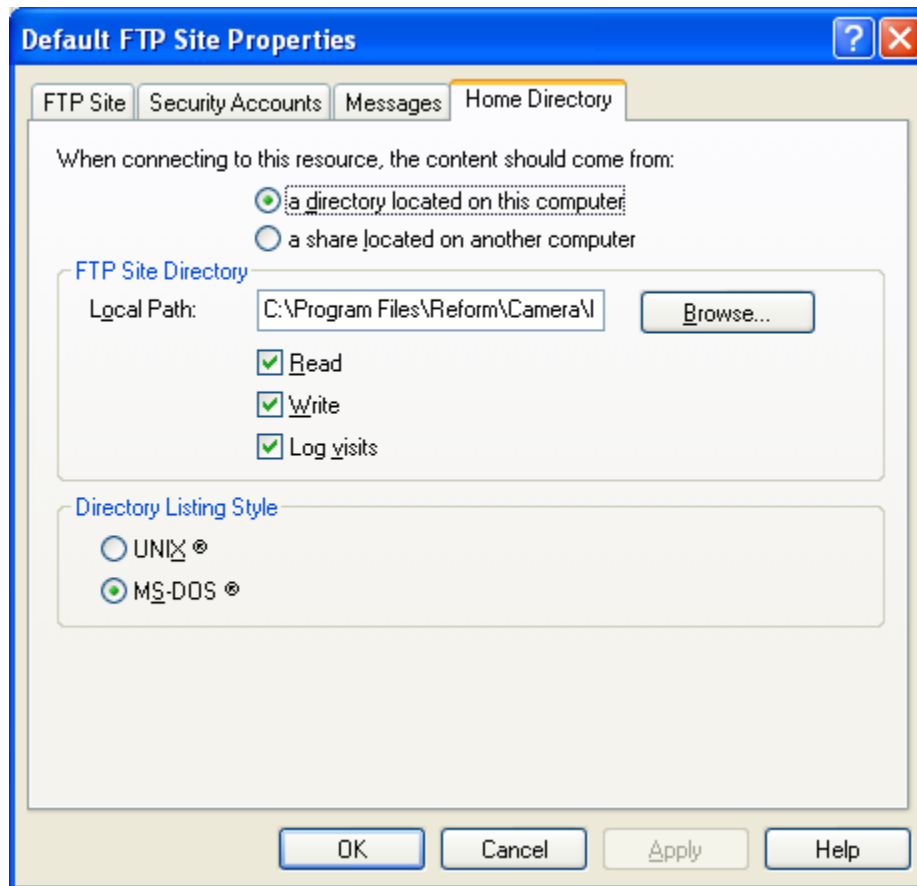 Default FTP Site Properties
FTP Site Security Accounts Messages Home Directory
When connecting to this resource, the content should come from:
a directory located on this computer
a share located on another computer
FTP Site Directory
Local Path: C:\Program Files\Reform\Camera\I Browse...
Read
Write
Log visits
Directory Listing Style
UNIX ®
MS-DOS ®
OK Cancel Apply Help